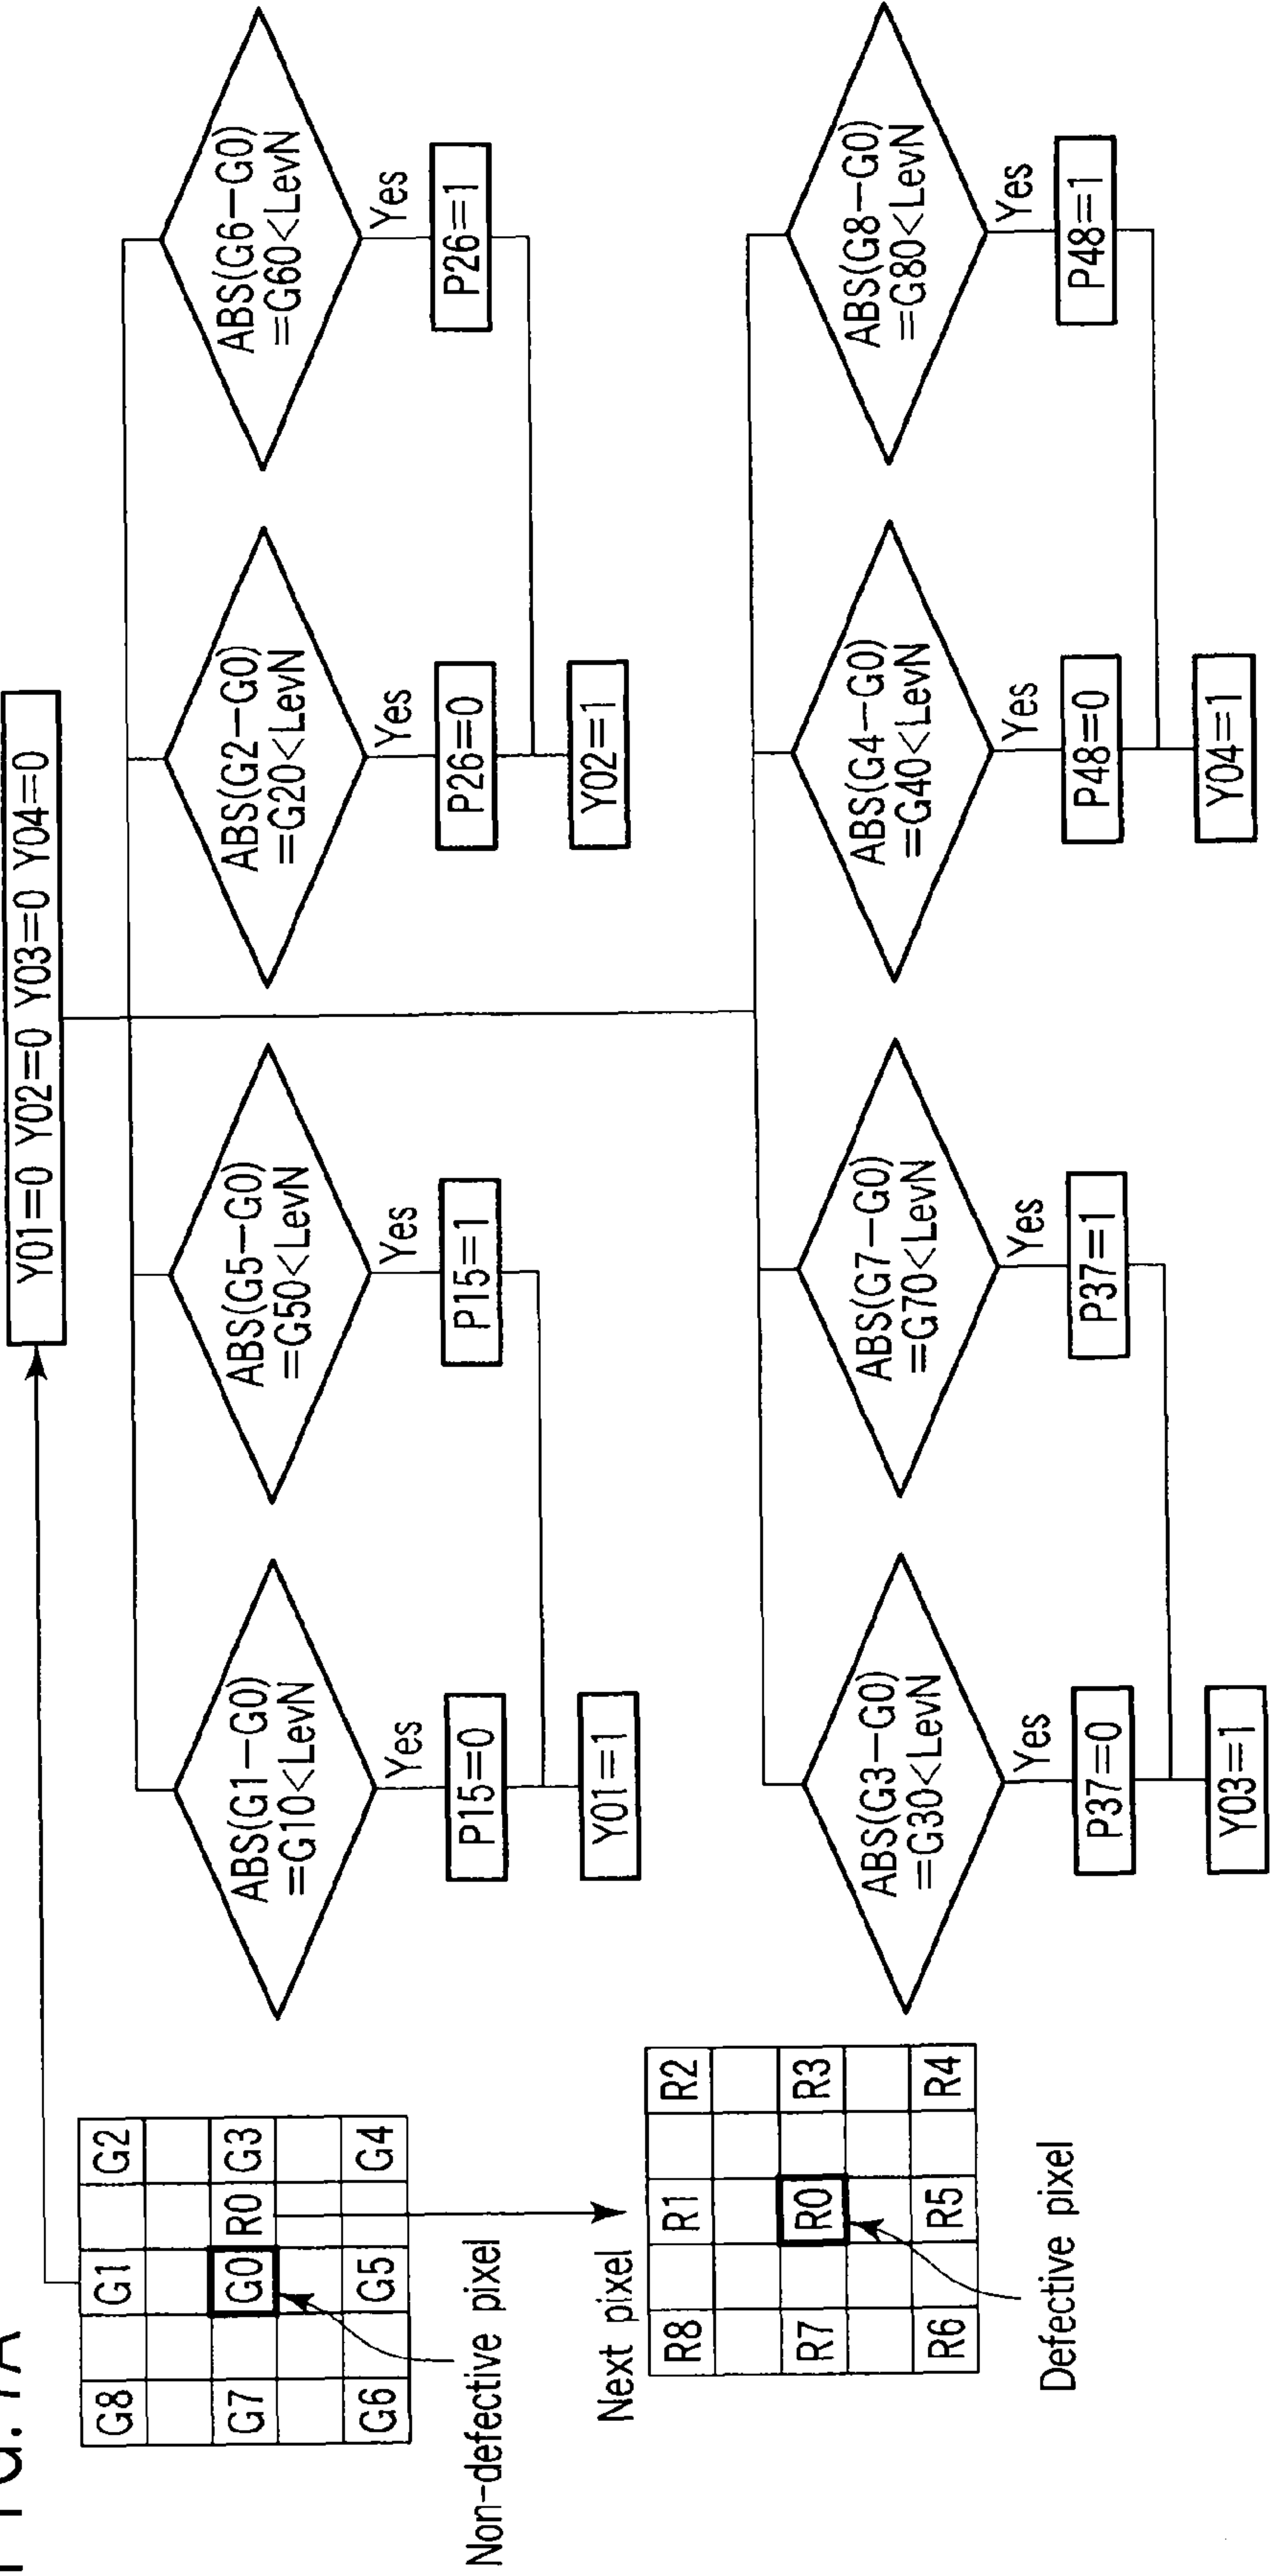 FIG. 7A
Y01=0 Y02=0 Y03=0 Y04=0
G8 G1 G2
G7 G0 R0 G3
G6 G5 G4
Non-defective pixel
Next pixel
R8 R1 R2
R7 R0 R3
R6 R5 R4
Defective pixel
ABS(G1-G0)
=G10<LevN
Yes
P15=0
Y01=1
ABS(G5-G0)
=G50<LevN
Yes
P15=1
ABS(G2-G0)
=G20<LevN
Yes
P26=0
Y02=1
ABS(G6-G0)
=G60<LevN
Yes
P26=1
ABS(G3-G0)
=G30<LevN
Yes
P37=0
Y03=1
ABS(G7-G0)
=G70<LevN
Yes
P37=1
ABS(G4-G0)
=G40<LevN
Yes
P48=0
Y04=1
ABS(G8-G0)
=G80<LevN
Yes
P48=1